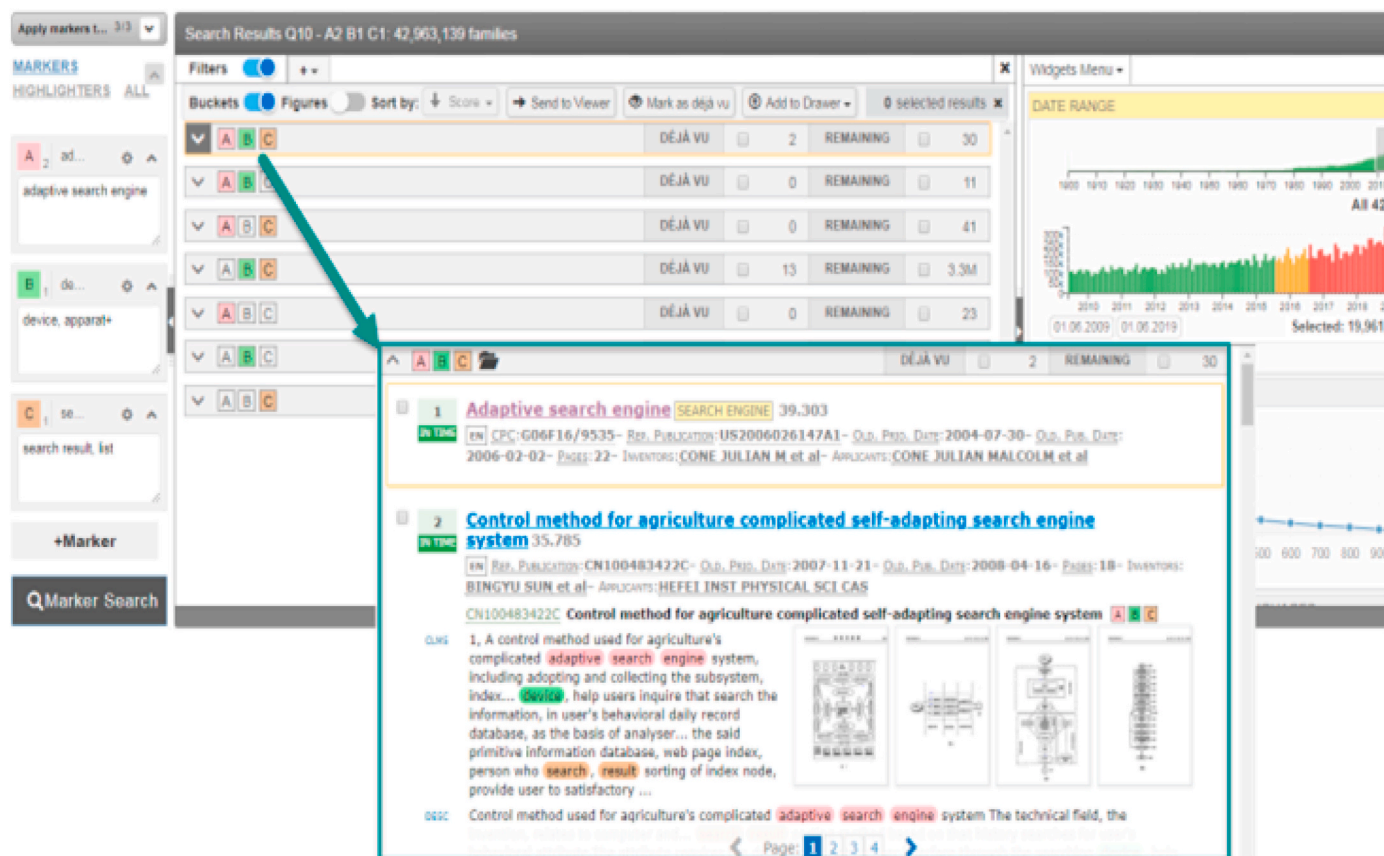 Apply markers t... 3/3
MARKERS
HIGHLIGHTERS ALL
A 2 ad...
adaptive search engine
B 1 de...
device, apparat+
C 1 se...
search result, list
+Marker
Marker Search
Search Results Q10 - A2 B1 C1: 42,963,139 families
Filters + x
Buckets Figures Sort by: Score Send to Viewer Mark as déjà vu Add to Drawer 0 selected results x
A B C DÉJÀ VU 2 REMAINING 30
A B C DÉJÀ VU 0 REMAINING 11
A B C DÉJÀ VU 0 REMAINING 41
A B C DÉJÀ VU 13 REMAINING 3.3M
A B C DÉJÀ VU 0 REMAINING 23
A B C
A B C
Widgets Menu
DATE RANGE
1900 1910 1920 1930 1940 1950 1960 1970 1980 1990 2000 201
All 42
2010 2011 2012 2013 2014 2015 2016 2017 2018 2
01.06.2009 01.06.2019 Selected: 19,961
500 600 700 800 90
A B C DÉJÀ VU 2 REMAINING 30
1 Adaptive search engine SEARCH ENGINE 39.303
IN TIME EN CPC:G06F16/9535– Rep. Publication:US2006026147A1– Old. Prio. Date:2004-07-30– Old. Pub. Date:
2006-02-02– Pages:22– Inventors:CONE JULIAN M et al– Applicants:CONE JULIAN MALCOLM et al
2 Control method for agriculture complicated self-adapting search engine
IN TIME system 35.785
EN Rep. Publication:CN100483422C– Old. Prio. Date:2007-11-21– Old. Pub. Date:2008-04-16– Pages:18– Inventors:
BINGYU SUN et al– Applicants:HEFEI INST PHYSICAL SCI CAS
CN100483422C Control method for agriculture complicated self-adapting search engine system A B C
CLMS 1, A control method used for agriculture's
complicated adaptive search engine system,
including adopting and collecting the subsystem,
index... device, help users inquire that search the
information, in user's behavioral daily record
database, as the basis of analyser... the said
primitive information database, web page index,
person who search, result sorting of index node,
provide user to satisfactory ...
DESC Control method used for agriculture's complicated adaptive search engine system The technical field, the
Page: 1 2 3 4